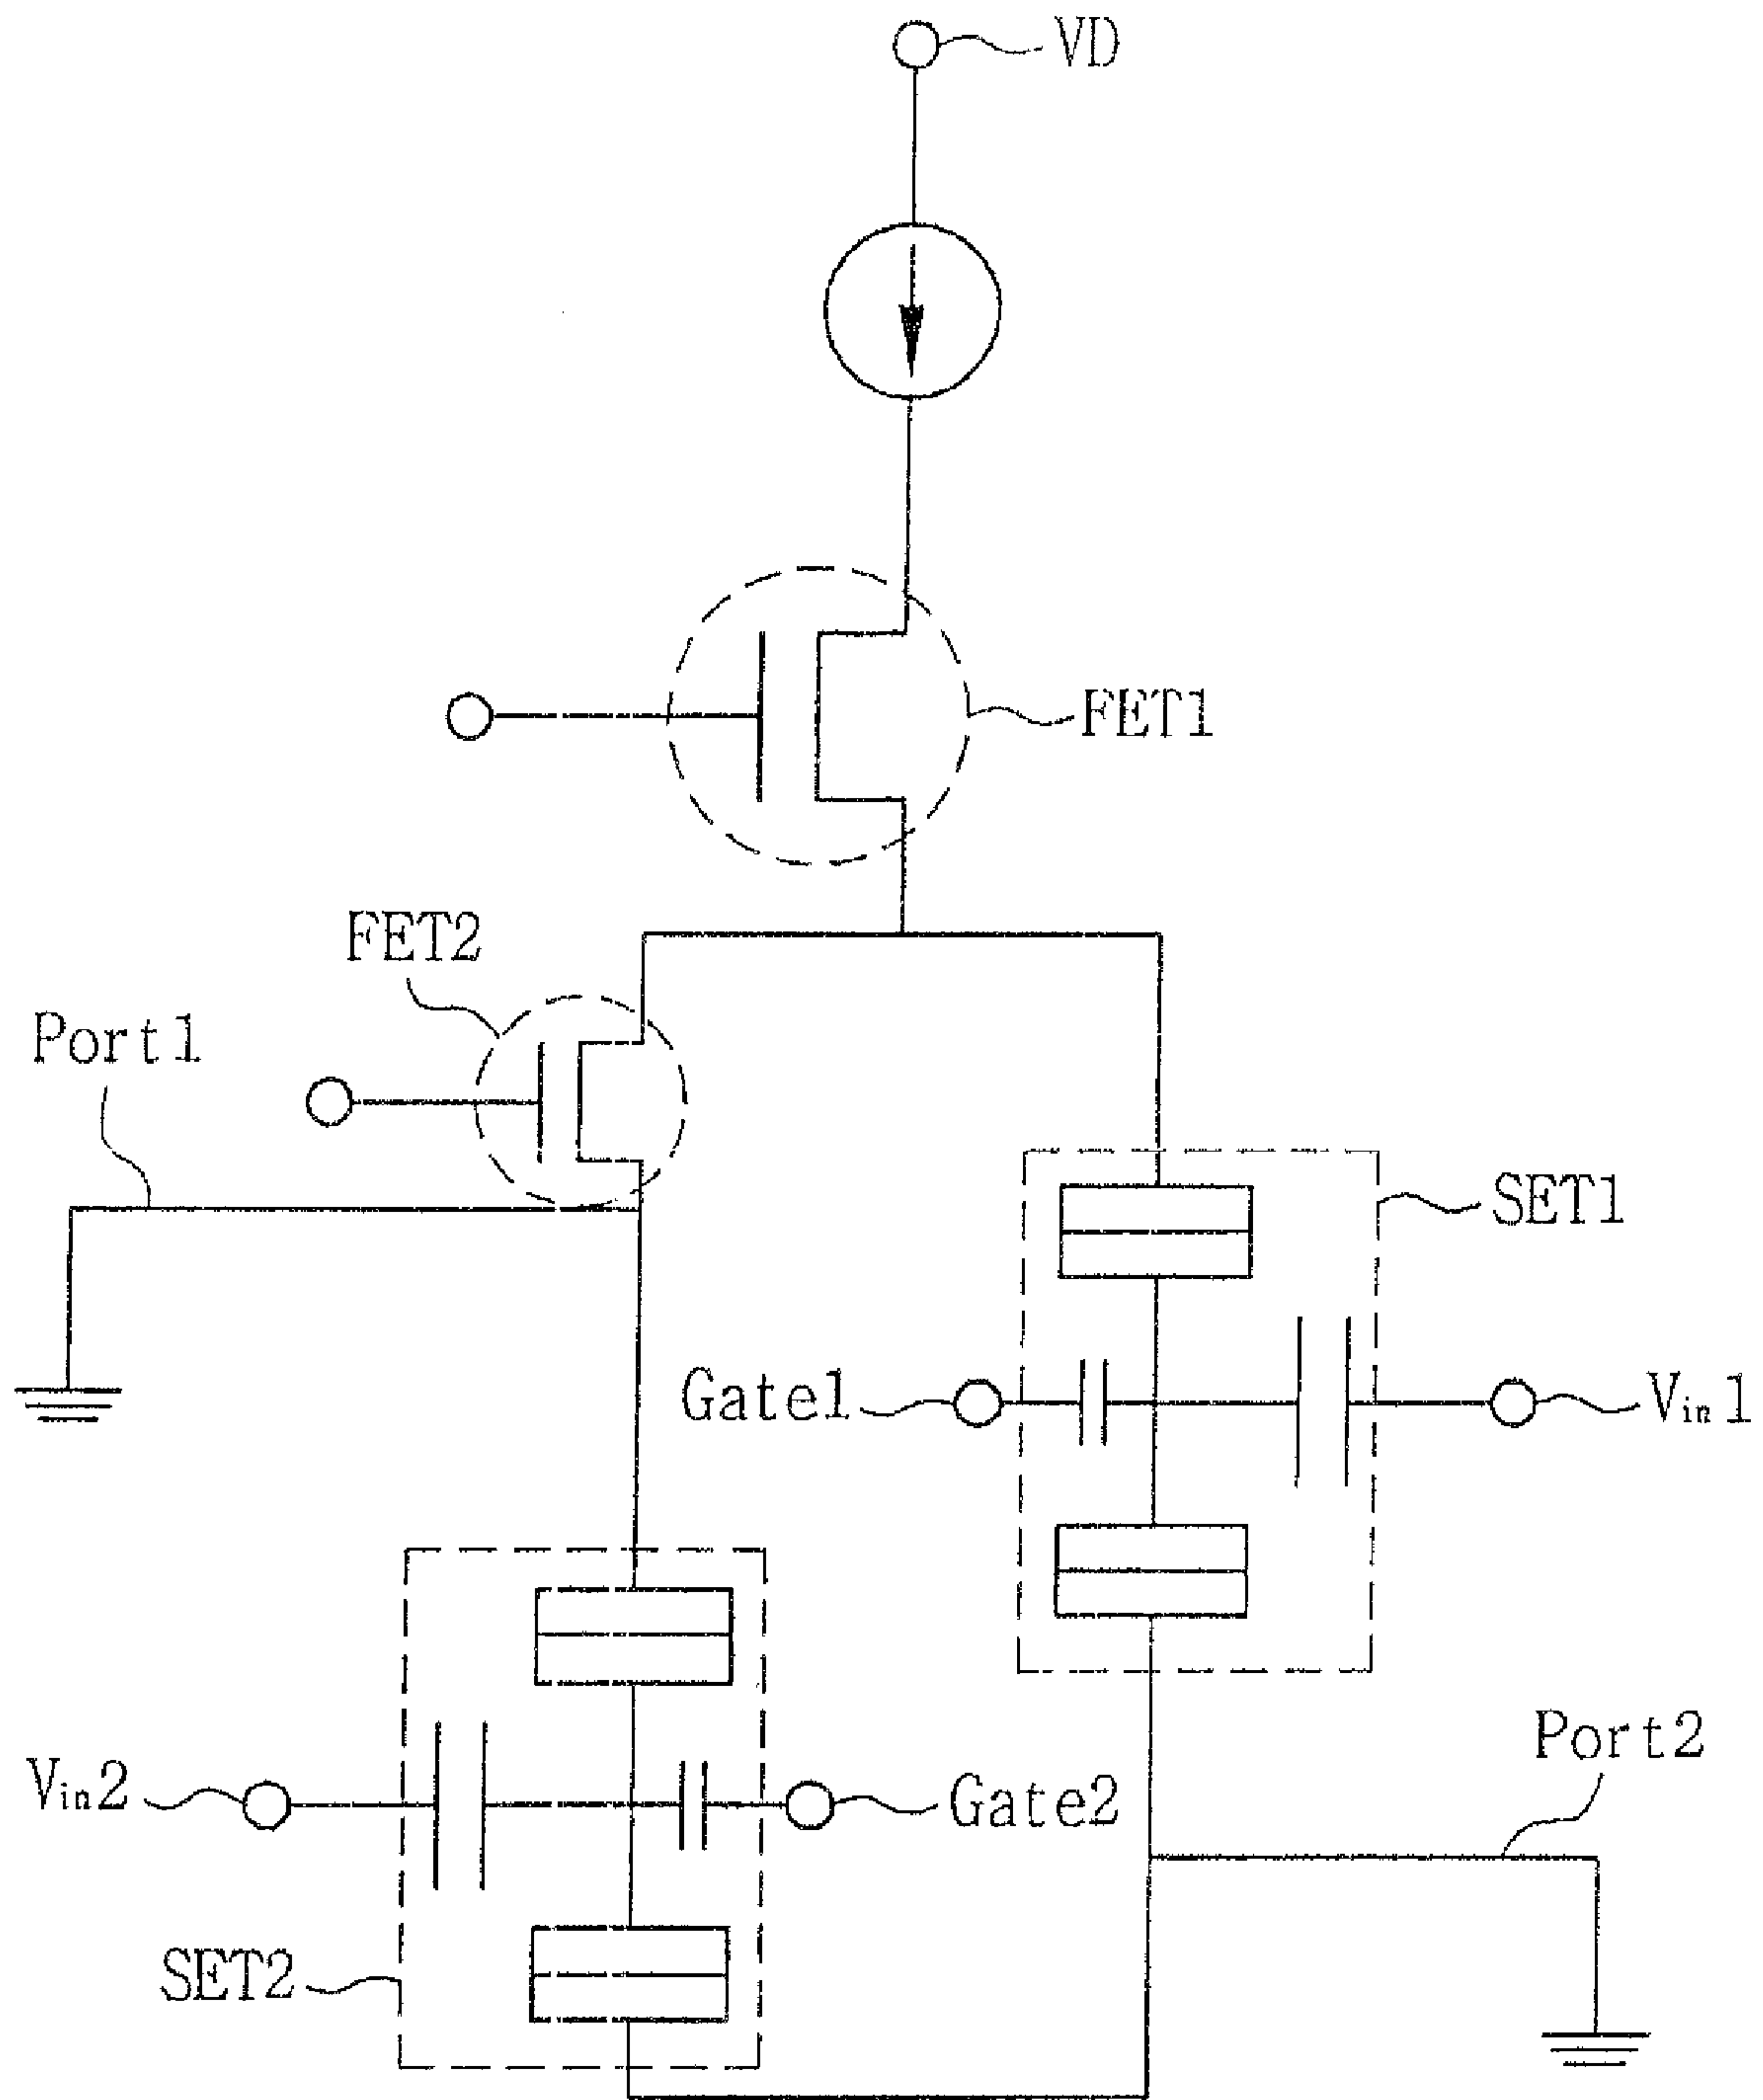 VD
FET1
FET2
Port1
SET1
Gate1
Vin1
Port2
Vin2
Gate2
SET2